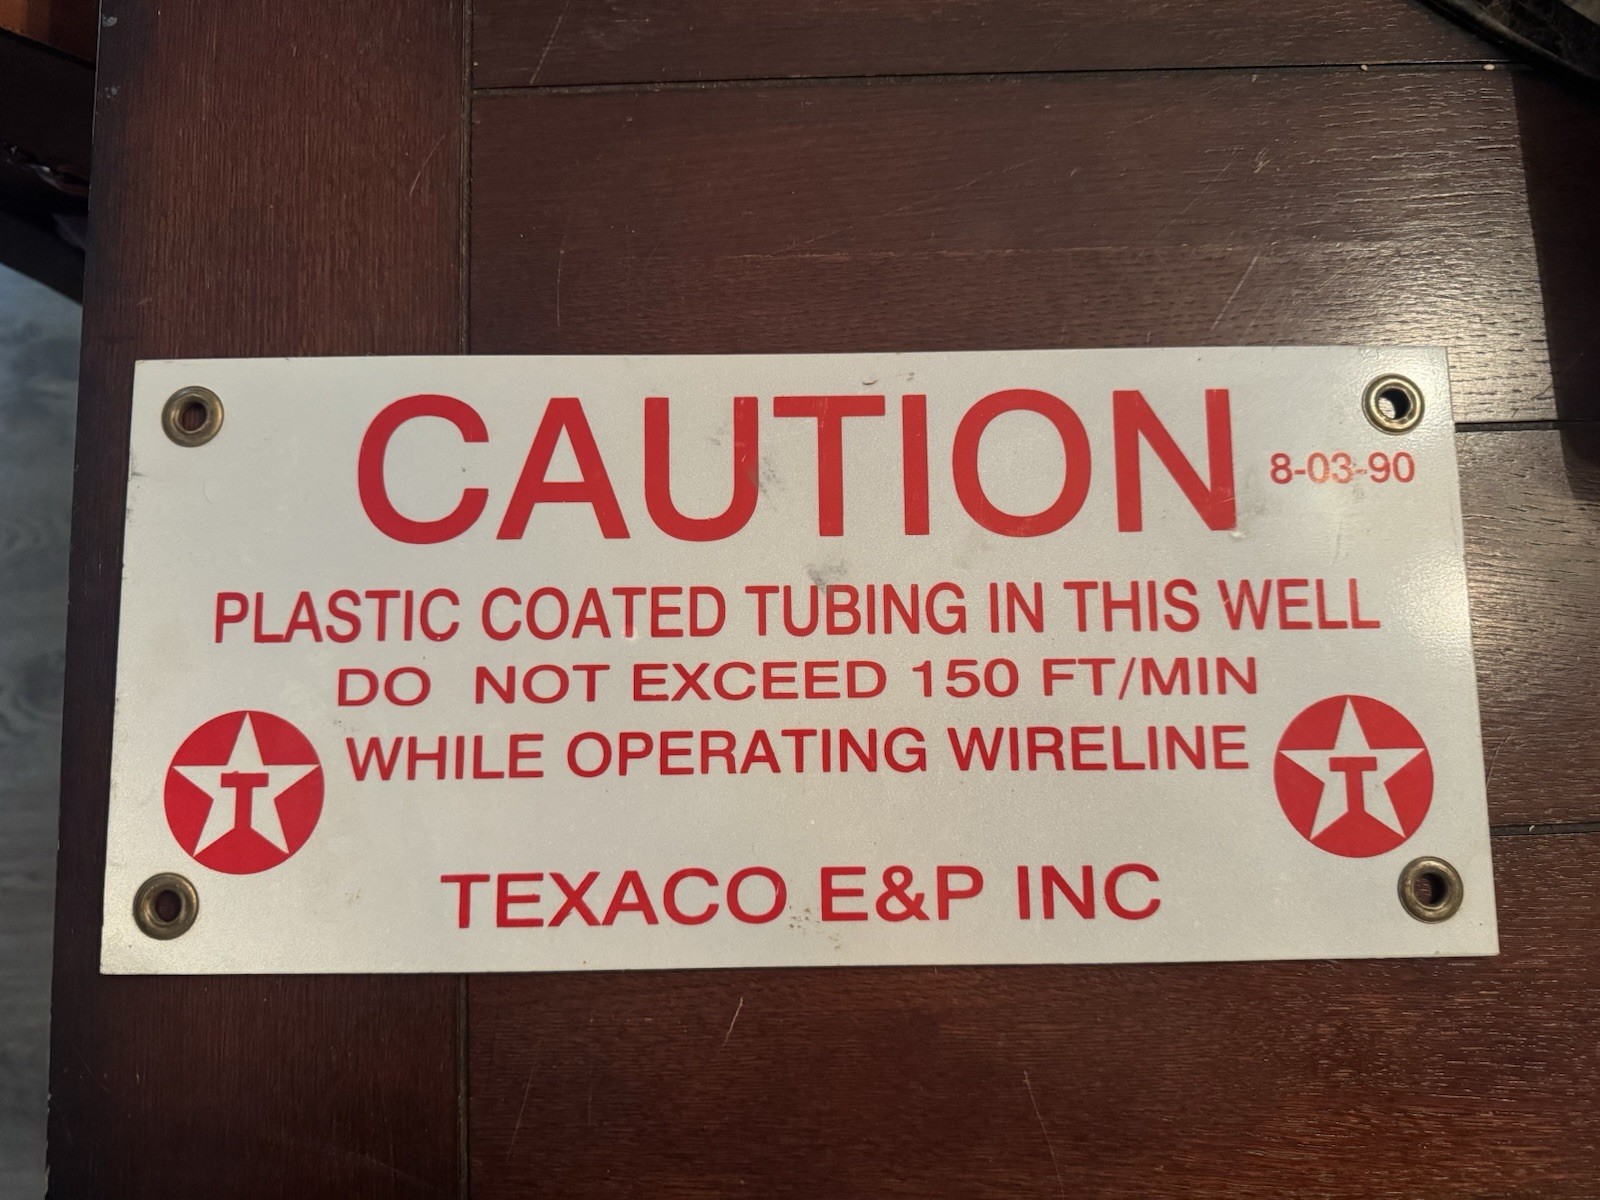 CAUTION
8-03-90
PLASTIC COATED TUBING IN THIS WELL
DO NOT EXCEED 150 FT/MIN
WHILE OPERATING WIRELINE
T
T
TEXACO E&P INC